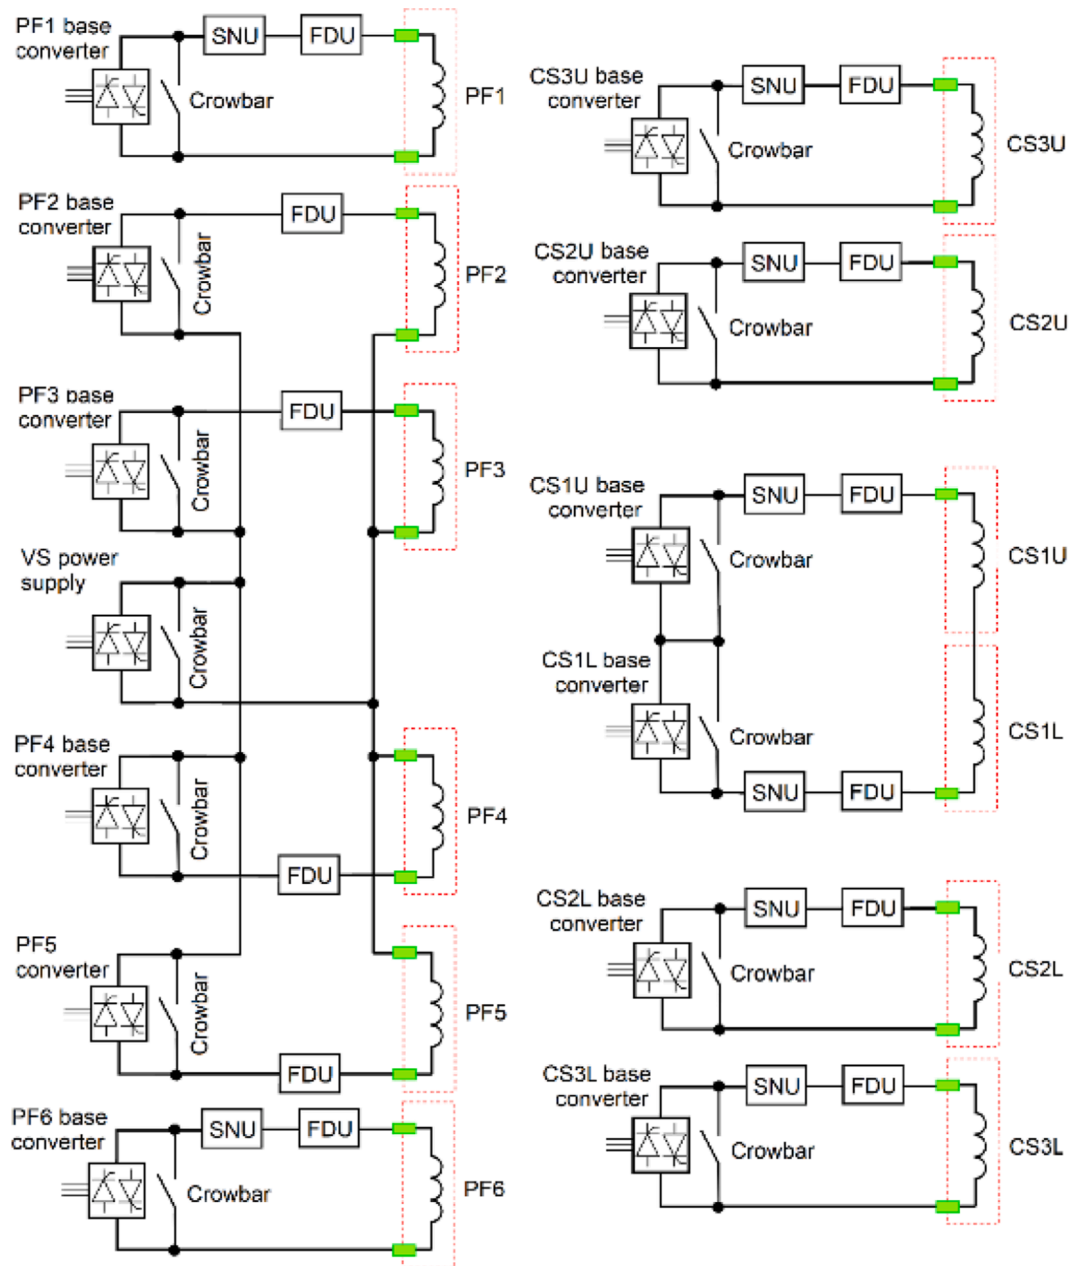 PF1 base
converter
SNU
FDU
Crowbar
PF1
PF2 base
converter
FDU
Crowbar
PF2
PF3 base
converter
FDU
Crowbar
PF3
VS power
supply
Crowbar
PF4 base
converter
Crowbar
FDU
PF4
PF5
converter
Crowbar
FDU
PF5
PF6 base
converter
SNU
FDU
Crowbar
PF6
CS3U base
converter
SNU
FDU
Crowbar
CS3U
CS2U base
converter
SNU
FDU
Crowbar
CS2U
CS1U base
converter
SNU
FDU
Crowbar
CS1U
CS1L base
converter
Crowbar
SNU
FDU
CS1L
CS2L base
converter
SNU
FDU
Crowbar
CS2L
CS3L base
converter
SNU
FDU
Crowbar
CS3L